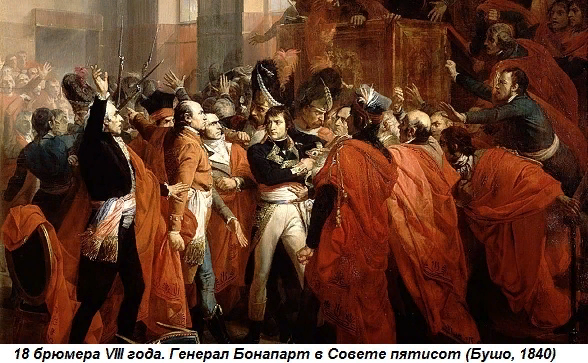 18 брюмера VIII года. Генерал Бонапарт в Совете пятисот (Бушо, 1840)